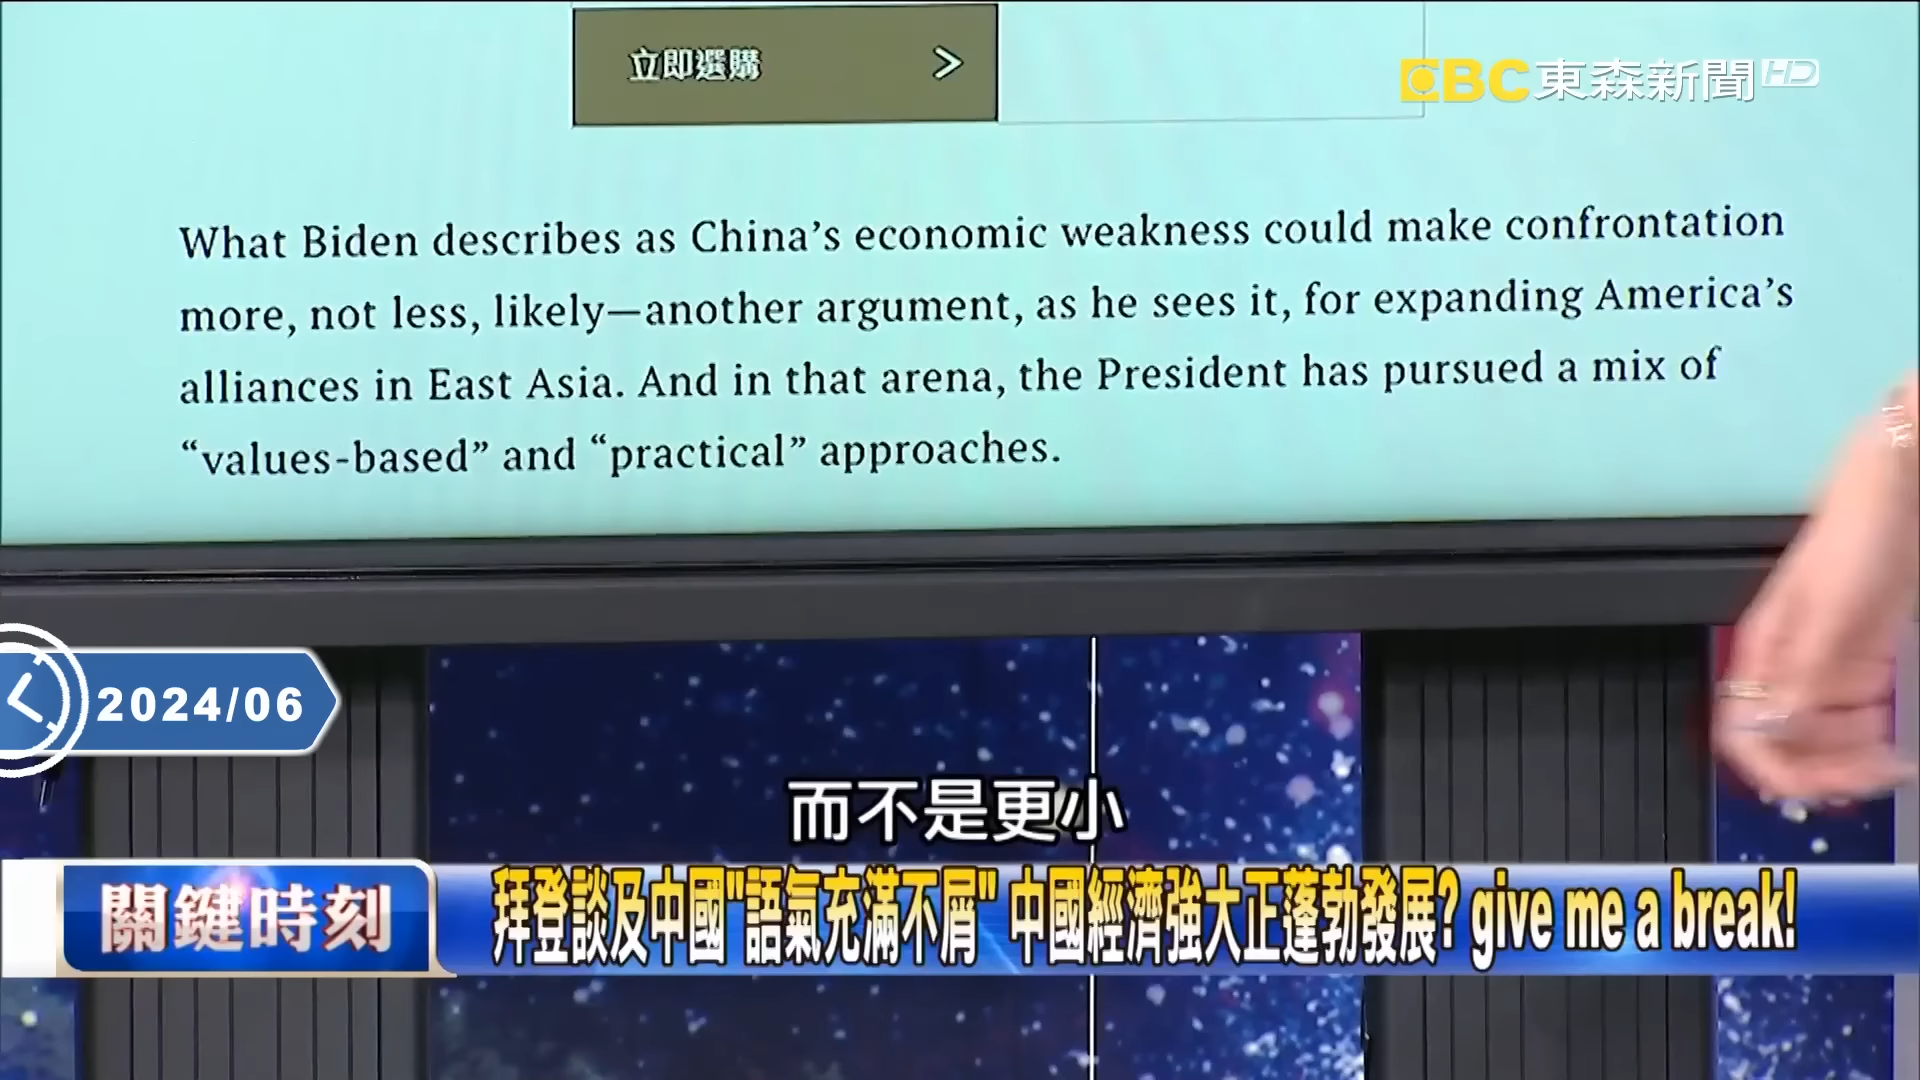 立即選購 >
EBC東森新聞HD
What Biden describes as China's economic weakness could make confrontation
more, not less, likely—another argument, as he sees it, for expanding America's
alliances in East Asia. And in that arena, the President has pursued a mix of
“values-based” and “practical” approaches.
2024/06
而不是更小
關鍵時刻
拜登談及中國"語氣充滿不屑" 中國經濟強大正蓬勃發展? give me a break!